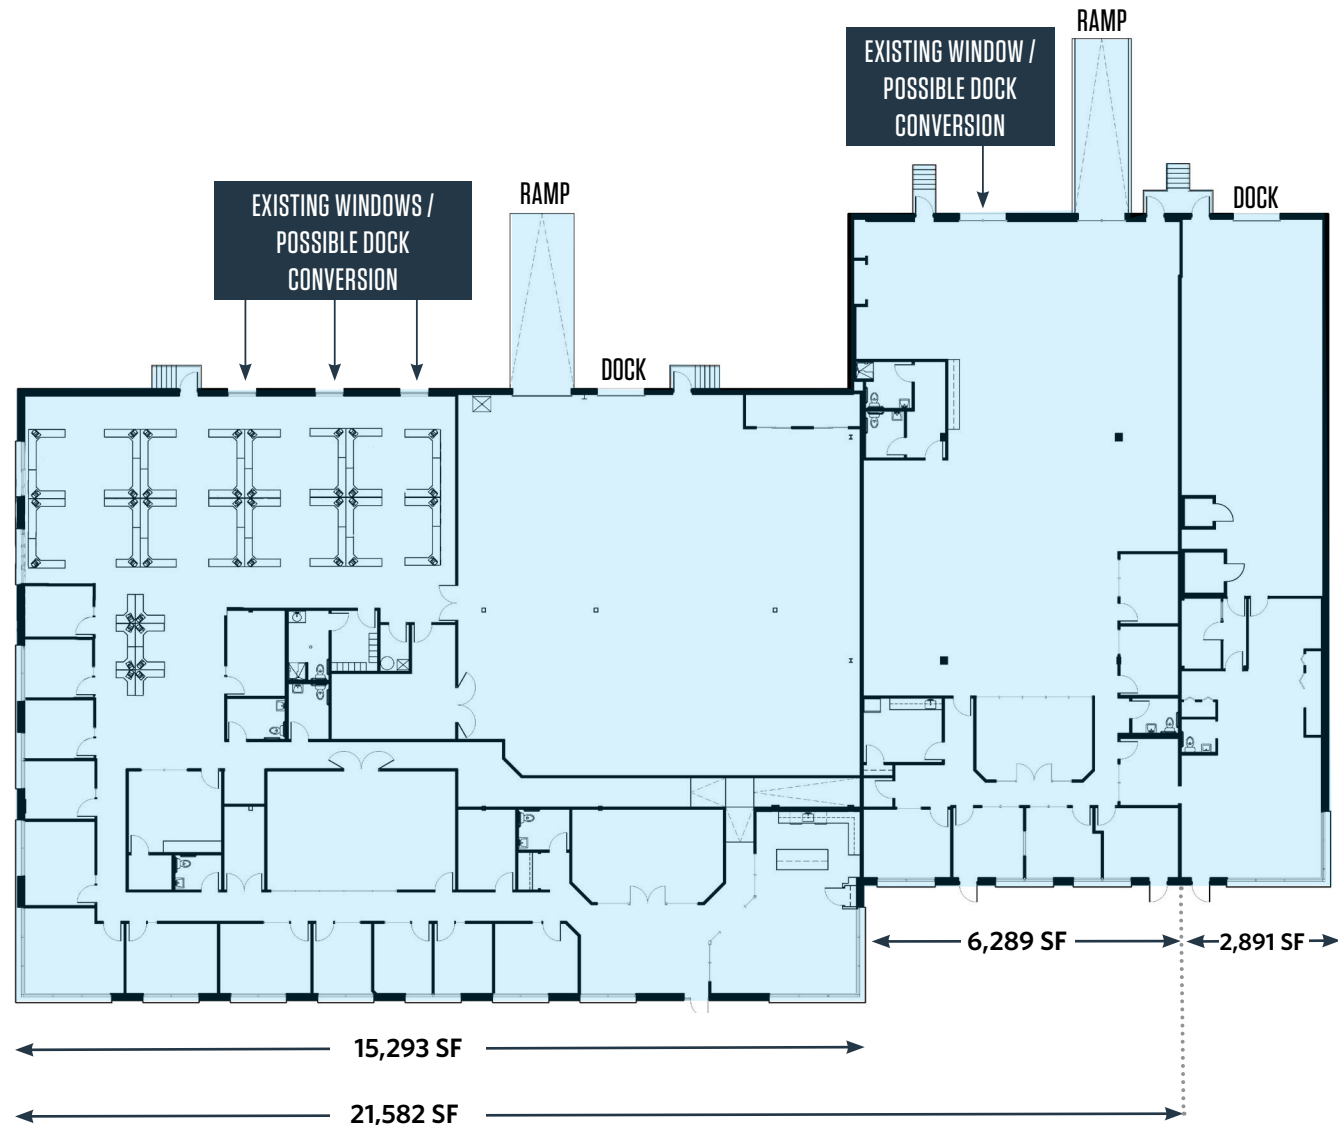 RAMP
EXISTING WINDOW /
POSSIBLE DOCK
CONVERSION
RAMP
EXISTING WINDOWS /
POSSIBLE DOCK
CONVERSION
DOCK
DOCK
6,289 SF
2,891 SF
15,293 SF
21,582 SF